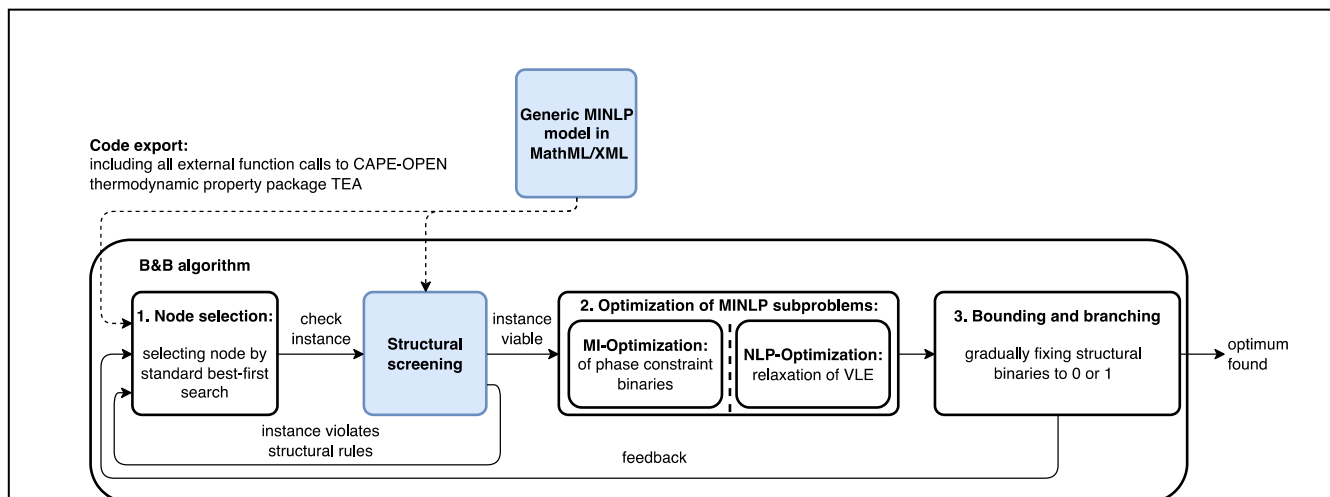 Generic MINLP
model in
MathML/XML
Code export:
including all external function calls to CAPE-OPEN
thermodynamic property package TEA
B&B algorithm
1. Node selection:
selecting node by
standard best-first
search
check
instance
Structural
screening
instance
viable
2. Optimization of MINLP subproblems:
MI-Optimization:
of phase constraint
binaries
NLP-Optimization:
relaxation of VLE
3. Bounding and branching
gradually fixing structural
binaries to 0 or 1
optimum
found
instance violates
structural rules
feedback